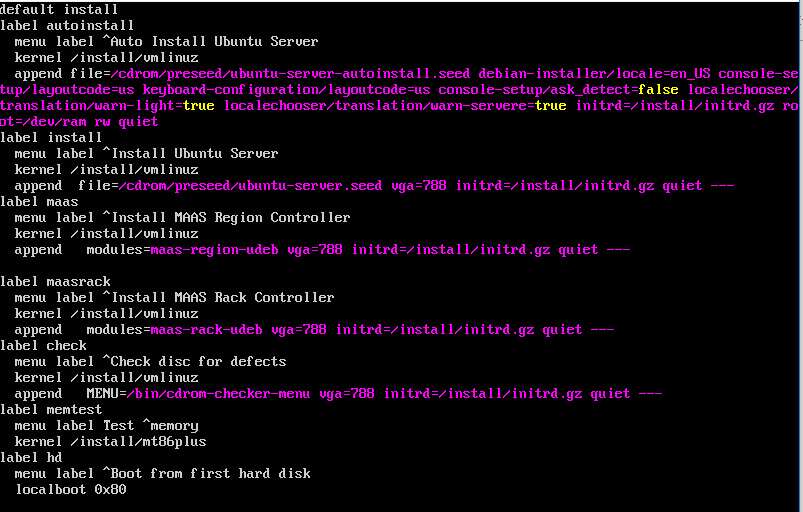 default install
label autoinstall
  menu label ^Auto Install Ubuntu Server
  kernel /install/vmlinuz
  append file=/cdrom/preseed/ubuntu-server-autoinstall.seed debian-installer/locale=en_US console-se
tup/layoutcode=us keyboard-configuration/layoutcode=us console-setup/ask_detect=false localechooser/
translation/warn-light=true localechooser/translation/warn-servere=true initrd=/install/initrd.gz ro
ot=/dev/ram rw quiet
label install
  menu label ^Install Ubuntu Server
  kernel /install/vmlinuz
  append  file=/cdrom/preseed/ubuntu-server.seed vga=788 initrd=/install/initrd.gz quiet ---
label maas
  menu label ^Install MAAS Region Controller
  kernel /install/vmlinuz
  append   modules=maas-region-udeb vga=788 initrd=/install/initrd.gz quiet ---

label maasrack
  menu label ^Install MAAS Rack Controller
  kernel /install/vmlinuz
  append   modules=maas-rack-udeb vga=788 initrd=/install/initrd.gz quiet ---
label check
  menu label ^Check disc for defects
  kernel /install/vmlinuz
  append   MENU=/bin/cdrom-checker-menu vga=788 initrd=/install/initrd.gz quiet ---
label memtest
  menu label Test ^memory
  kernel /install/mt86plus
label hd
  menu label ^Boot from first hard disk
  localboot 0x80